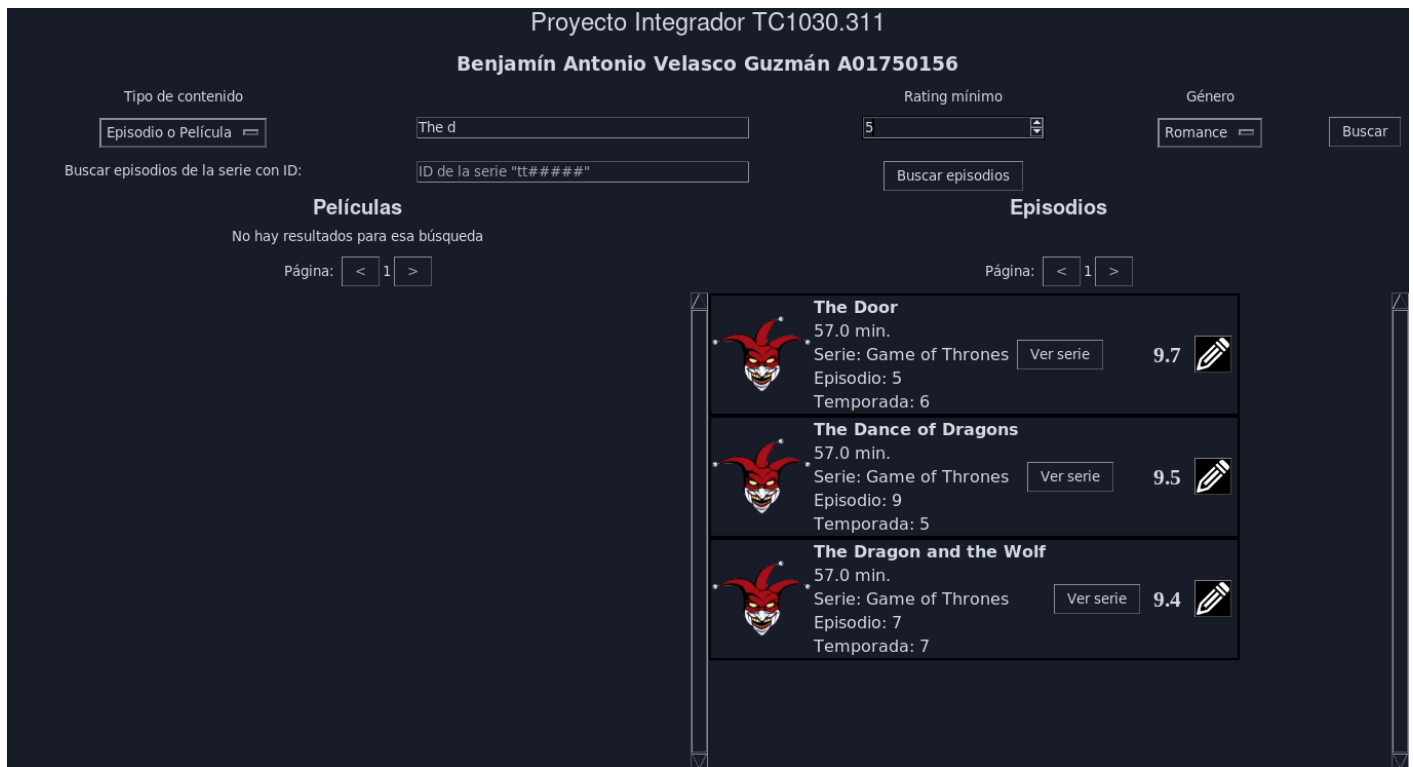 Proyecto Integrador TC1030.311
Benjamín Antonio Velasco Guzmán A01750156
Tipo de contenido Rating mínimo Género
Episodio o Película The d 5 Romance Buscar
Buscar episodios de la serie con ID: ID de la serie "tt#####" Buscar episodios
Películas Episodios
No hay resultados para esa búsqueda
Página: < 1 > Página: < 1 >
The Door
57.0 min.
Serie: Game of Thrones Ver serie 9.7
Episodio: 5
Temporada: 6
The Dance of Dragons
57.0 min.
Serie: Game of Thrones Ver serie 9.5
Episodio: 9
Temporada: 5
The Dragon and the Wolf
57.0 min.
Serie: Game of Thrones Ver serie 9.4
Episodio: 7
Temporada: 7